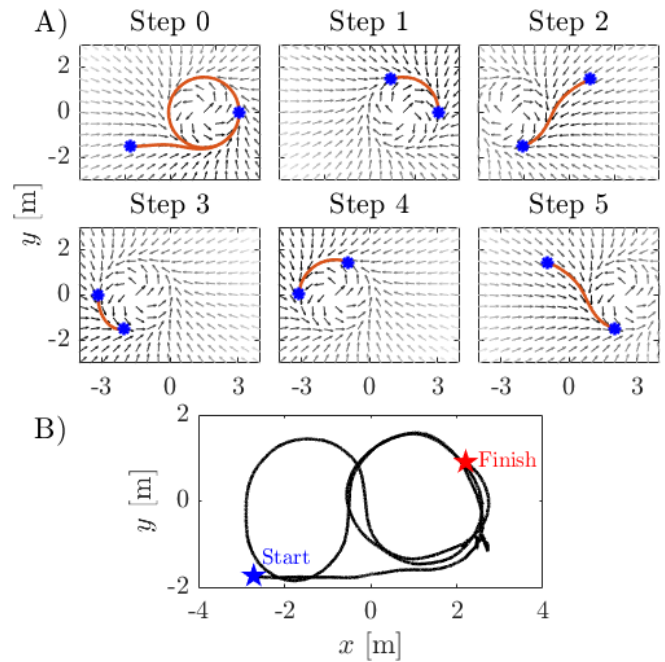 A) Step 0 Step 1 Step 2
2
0
-2
y [m]
Step 3 Step 4 Step 5
2
0
-2
-3 0 3 -3 0 3 -3 0 3
B)
2
0
-2
y [m]
Finish
Start
-4 -2 0 2 4
x [m]